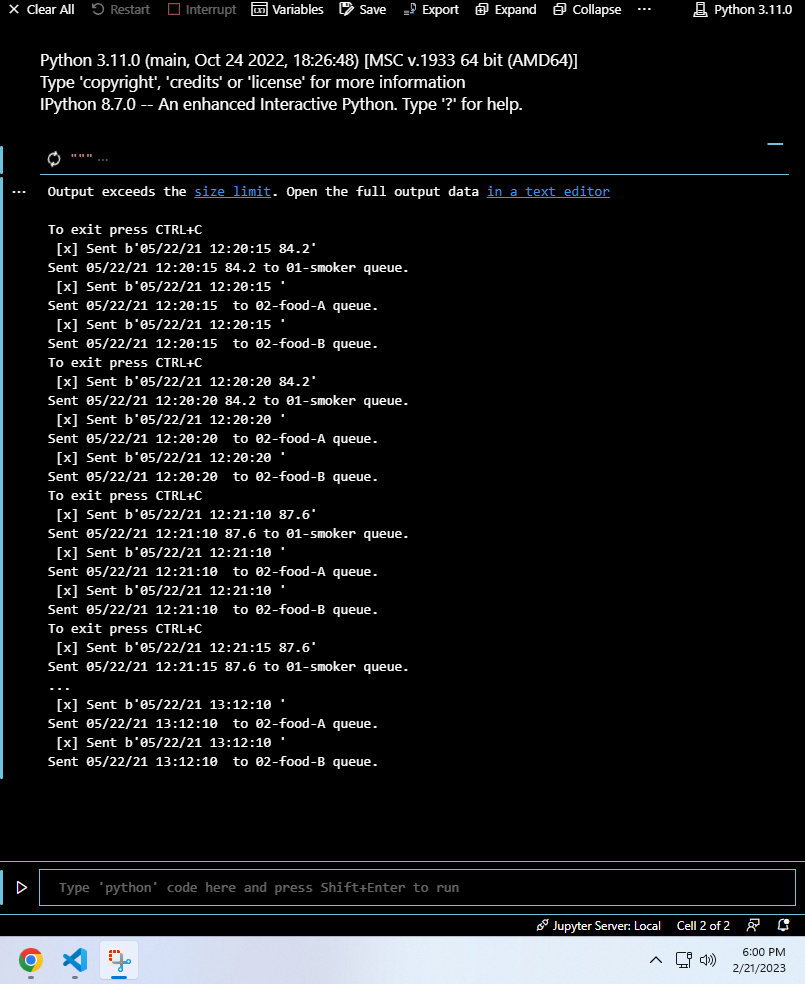 Clear All Restart Interrupt Variables Save Export Expand Collapse ... Python 3.11.0
Python 3.11.0 (main, Oct 24 2022, 18:26:48) [MSC v.1933 64 bit (AMD64)]
Type 'copyright', 'credits' or 'license' for more information
IPython 8.7.0 -- An enhanced Interactive Python. Type '?' for help.
""" ...
... Output exceeds the size limit. Open the full output data in a text editor
To exit press CTRL+C
 [x] Sent b'05/22/21 12:20:15 84.2'
Sent 05/22/21 12:20:15 84.2 to 01-smoker queue.
 [x] Sent b'05/22/21 12:20:15 '
Sent 05/22/21 12:20:15  to 02-food-A queue.
 [x] Sent b'05/22/21 12:20:15 '
Sent 05/22/21 12:20:15  to 02-food-B queue.
To exit press CTRL+C
 [x] Sent b'05/22/21 12:20:20 84.2'
Sent 05/22/21 12:20:20 84.2 to 01-smoker queue.
 [x] Sent b'05/22/21 12:20:20 '
Sent 05/22/21 12:20:20  to 02-food-A queue.
 [x] Sent b'05/22/21 12:20:20 '
Sent 05/22/21 12:20:20  to 02-food-B queue.
To exit press CTRL+C
 [x] Sent b'05/22/21 12:21:10 87.6'
Sent 05/22/21 12:21:10 87.6 to 01-smoker queue.
 [x] Sent b'05/22/21 12:21:10 '
Sent 05/22/21 12:21:10  to 02-food-A queue.
 [x] Sent b'05/22/21 12:21:10 '
Sent 05/22/21 12:21:10  to 02-food-B queue.
To exit press CTRL+C
 [x] Sent b'05/22/21 12:21:15 87.6'
Sent 05/22/21 12:21:15 87.6 to 01-smoker queue.
...
 [x] Sent b'05/22/21 13:12:10 '
Sent 05/22/21 13:12:10  to 02-food-A queue.
 [x] Sent b'05/22/21 13:12:10 '
Sent 05/22/21 13:12:10  to 02-food-B queue.
Type 'python' code here and press Shift+Enter to run
Jupyter Server: Local Cell 2 of 2
6:00 PM
2/21/2023